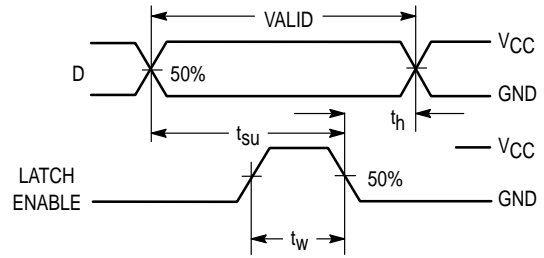 VALID
VCC
D
50%
GND
tsu
th
VCC
LATCH
ENABLE
50%
GND
tw